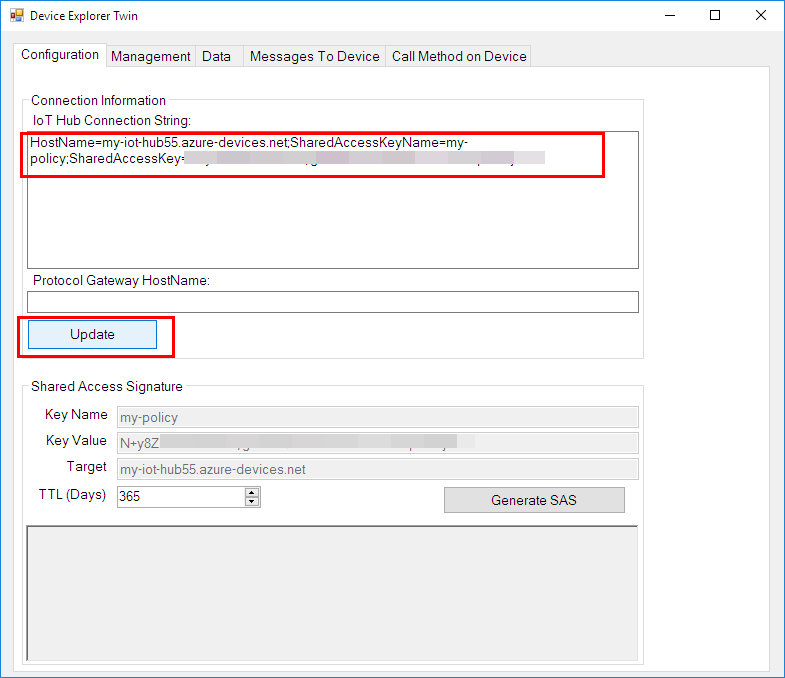 Device Explorer Twin
Configuration Management Data Messages To Device Call Method on Device
Connection Information
IoT Hub Connection String:
HostName=my-iot-hub55.azure-devices.net;SharedAccessKeyName=my-
policy;SharedAccessKey=
Protocol Gateway HostName:
Update
Shared Access Signature
Key Name my-policy
Key Value N+y8Z
Target my-iot-hub55.azure-devices.net
TTL (Days) 365
Generate SAS